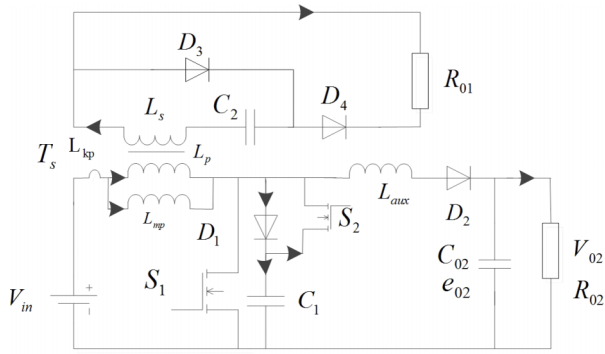 D3
R01
Ls
C2
D4
Ts
Lkp
Lp
Lmp
D1
S2
Laux
D2
S1
C1
C02
e02
V02
R02
Vin
+
-